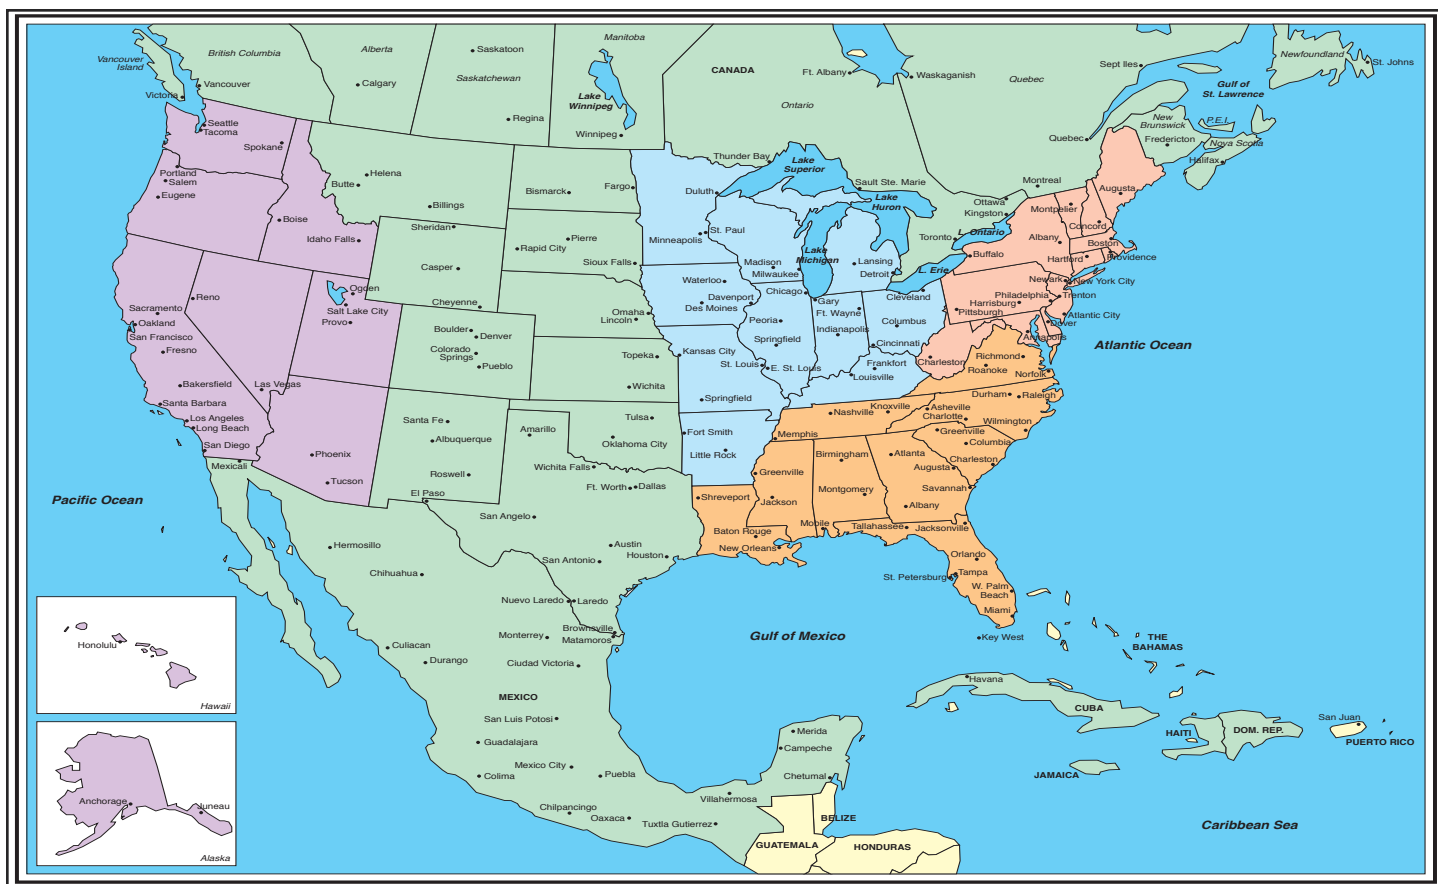 Vancouver
Island
British Columbia
Alberta
Saskatoon
Saskatchewan
Manitoba
CANADA
Ft. Albany
Waskaganish
Quebec
Sept Iles
Newfoundland
St. Johns
Victoria
Vancouver
Calgary
Regina
Lake
Winnipeg
Winnipeg
Ontario
Gulf of
St. Lawrence
New
Brunswick
P.E.I.
Fredericton
Nova Scotia
Halifax
Quebec
Seattle
Tacoma
Spokane
Helena
Butte
Billings
Bismarck
Fargo
Thunder Bay
Duluth
Lake
Superior
Sault Ste. Marie
Lake
Huron
Montreal
Ottawa
Kingston
Toronto
L. Ontario
Montpelier
Augusta
Concord
Portland
Salem
Eugene
Boise
Idaho Falls
Sheridan
Casper
Cheyenne
Rapid City
Pierre
Sioux Falls
Minneapolis
St. Paul
Madison
Milwaukee
Lake
Michigan
Lansing
Detroit
L. Erie
Buffalo
Albany
Boston
Hartford
Providence
Newark
New York City
Philadelphia
Trenton
Harrisburg
Pittsburgh
Atlantic City
Dover
Annapolis
Reno
Sacramento
Oakland
San Francisco
Fresno
Bakersfield
Las Vegas
Santa Barbara
Los Angeles
Long Beach
San Diego
Mexicali
Ogden
Salt Lake City
Provo
Boulder
Denver
Colorado
Springs
Pueblo
Omaha
Lincoln
Topeka
Wichita
Waterloo
Davenport
Des Moines
Chicago
Gary
Ft. Wayne
Peoria
Springfield
Indianapolis
Cleveland
Columbus
Cincinnati
Kansas City
St. Louis
E. St. Louis
Springfield
Frankfort
Louisville
Charleston
Richmond
Roanoke
Norfolk
Atlantic Ocean
Phoenix
Tucson
Santa Fe
Albuquerque
Roswell
El Paso
Amarillo
Tulsa
Oklahoma City
Wichita Falls
Ft. Worth
Dallas
San Angelo
Austin
San Antonio
Houston
Fort Smith
Little Rock
Memphis
Nashville
Knoxville
Asheville
Charlotte
Durham
Raleigh
Wilmington
Greenville
Columbia
Charleston
Birmingham
Montgomery
Atlanta
Augusta
Savannah
Albany
Greenville
Jackson
Shreveport
Baton Rouge
New Orleans
Mobile
Tallahassee
Jacksonville
Orlando
Tampa
St. Petersburg
W. Palm
Beach
Miami
Key West
Pacific Ocean
Hermosillo
Chihuahua
Nuevo Laredo
Laredo
Brownsville
Matamoros
Monterrey
Culiacan
Durango
Ciudad Victoria
MEXICO
San Luis Potosi
Guadalajara
Mexico City
Colima
Puebla
Chilpancingo
Oaxaca
Tuxtla Gutierrez
Villahermosa
Merida
Campeche
Chetumal
BELIZE
GUATEMALA
HONDURAS
Gulf of Mexico
THE
BAHAMAS
Havana
CUBA
HAITI
DOM. REP.
San Juan
PUERTO RICO
JAMAICA
Caribbean Sea
Honolulu
Hawaii
Anchorage
Juneau
Alaska